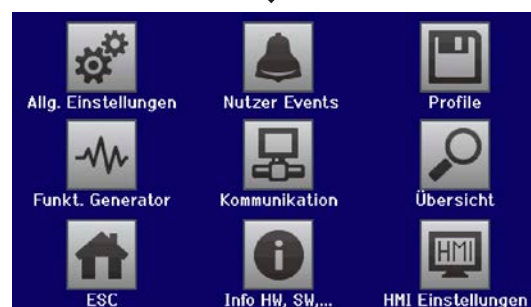 Allg. Einstellungen Nutzer Events Profile
Funkt. Generator Kommunikation Übersicht
HMI
ESC Info HW, SW,... HMI Einstellungen